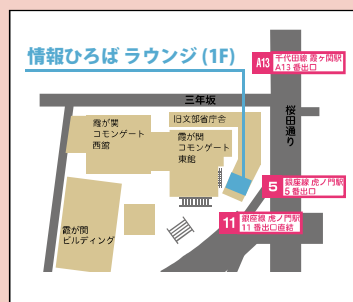 情報ひろば ラウンジ (1F)
A13
千代田線 霞ヶ関駅
A13 番出口
三年坂
桜田通り
旧文部省庁舎
霞が関
コモンゲート
西館
霞が関
コモンゲート
東館
5
銀座線 虎ノ門駅
5 番出口
11
銀座線 虎ノ門駅
11 番出口直結
霞が関
ビルディング